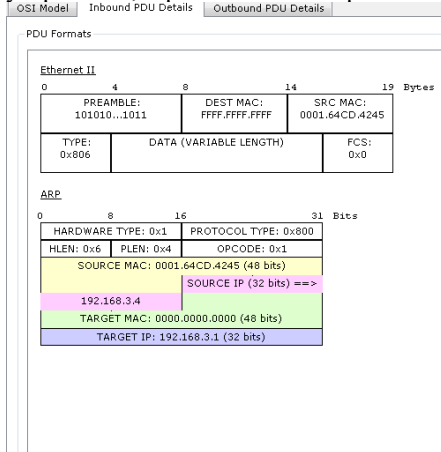 OSI Model Inbound PDU Details Outbound PDU Details
PDU Formats
Ethernet II
0 4 8 14 19 Bytes
PREAMBLE: DEST MAC: SRC MAC:
101010...1011 FFFF.FFFF.FFFF 0001.64CD.4245
TYPE: DATA (VARIABLE LENGTH) FCS:
0x806 0x0
ARP
0 8 16 31 Bits
HARDWARE TYPE: 0x1 PROTOCOL TYPE: 0x800
HLEN: 0x6 PLEN: 0x4 OPCODE: 0x1
SOURCE MAC: 0001.64CD.4245 (48 bits)
SOURCE IP (32 bits) ==>
192.168.3.4
TARGET MAC: 0000.0000.0000 (48 bits)
TARGET IP: 192.168.3.1 (32 bits)